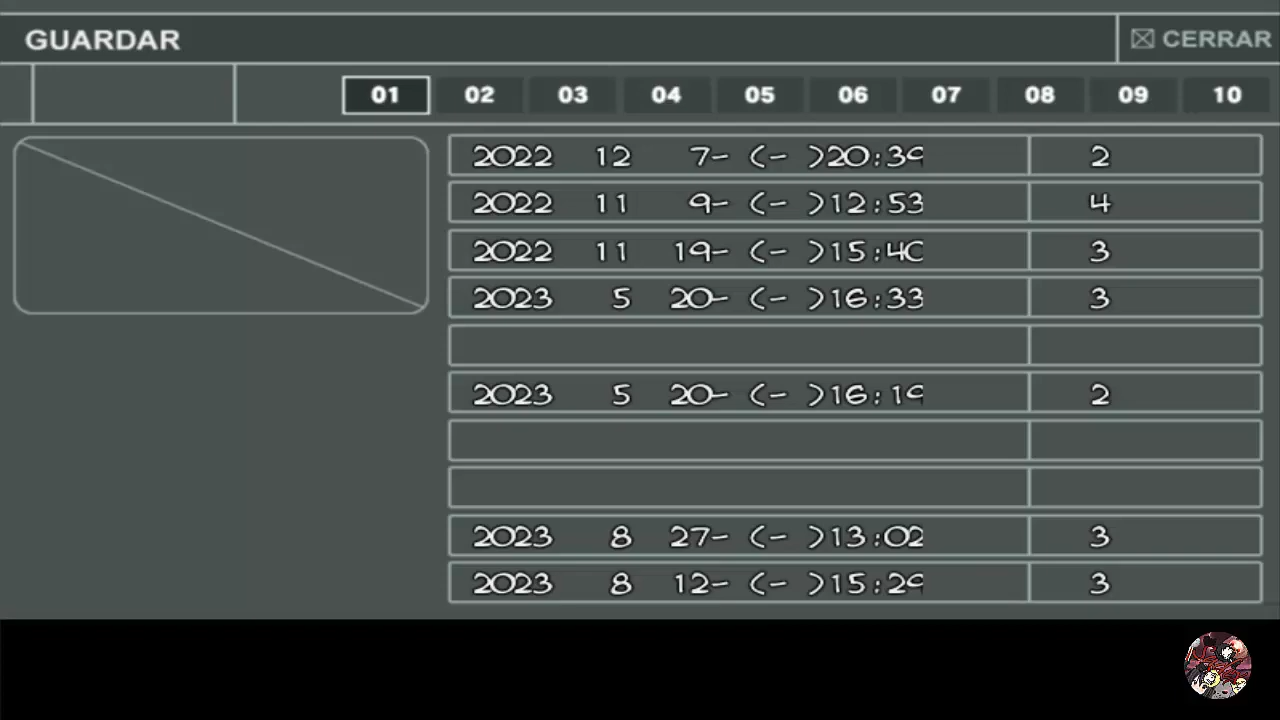 GUARDAR CERRAR
01 02 03 04 05 06 07 08 09 10
2022 12 7- (- )20:39 2
2022 11 9- (- )12:53 4
2022 11 19- (- )15:40 3
2023 5 20- (- )16:33 3
2023 5 20- (- )16:19 2
2023 8 27- (- )13:02 3
2023 8 12- (- )15:29 3